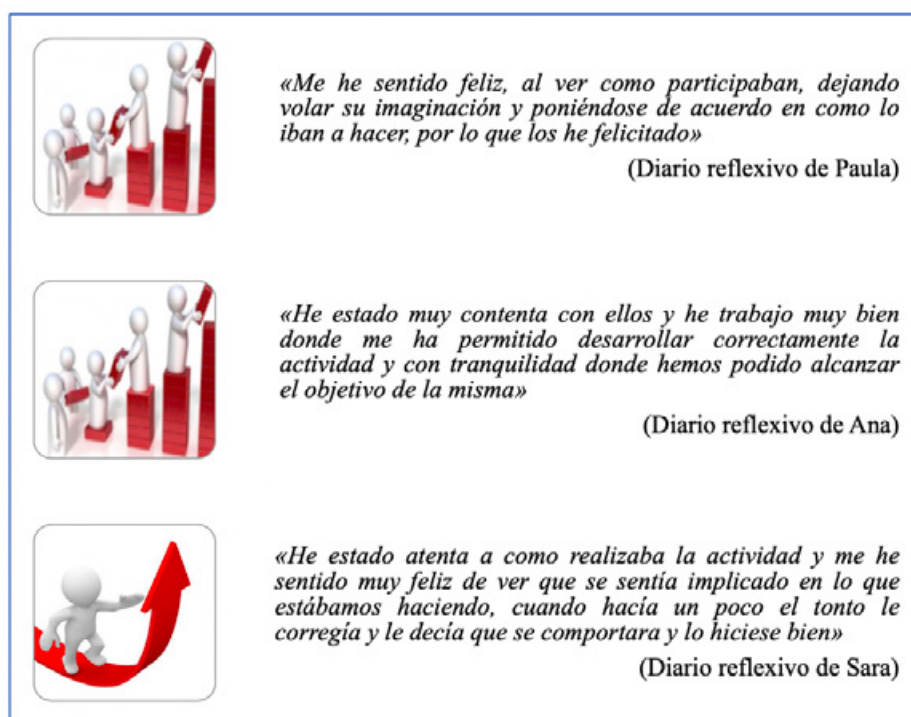 «Me he sentido feliz, al ver como participaban, dejando
volar su imaginación y poniéndose de acuerdo en como lo
iban a hacer, por lo que los he felicitado»
(Diario reflexivo de Paula)
«He estado muy contenta con ellos y he trabajo muy bien
donde me ha permitido desarrollar correctamente la
actividad y con tranquilidad donde hemos podido alcanzar
el objetivo de la misma»
(Diario reflexivo de Ana)
«He estado atenta a como realizaba la actividad y me he
sentido muy feliz de ver que se sentía implicado en lo que
estábamos haciendo, cuando hacía un poco el tonto le
corregía y le decía que se comportara y lo hiciese bien»
(Diario reflexivo de Sara)